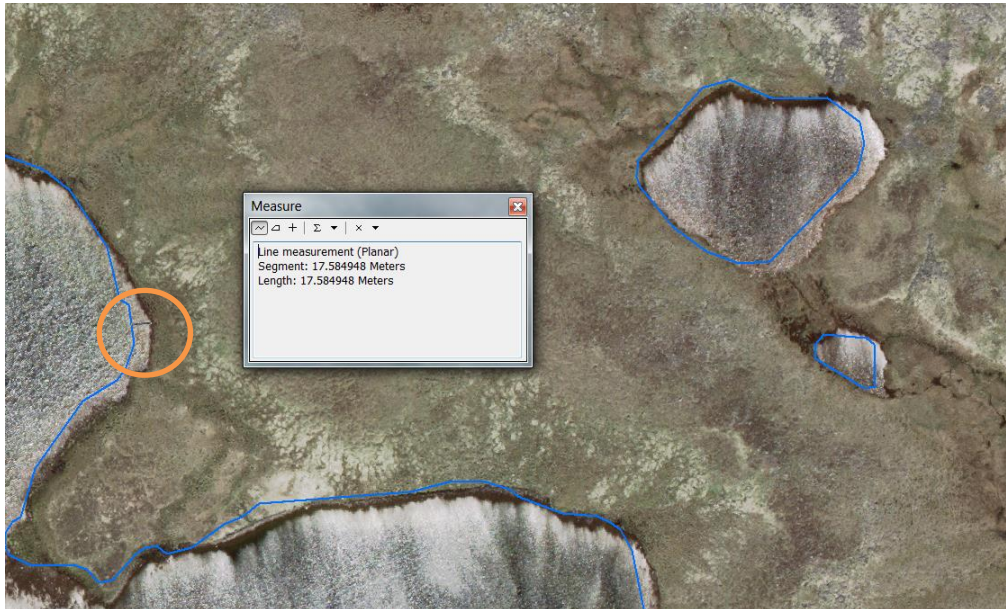 Measure
Line measurement (Planar)
Segment: 17.584948 Meters
Length: 17.584948 Meters